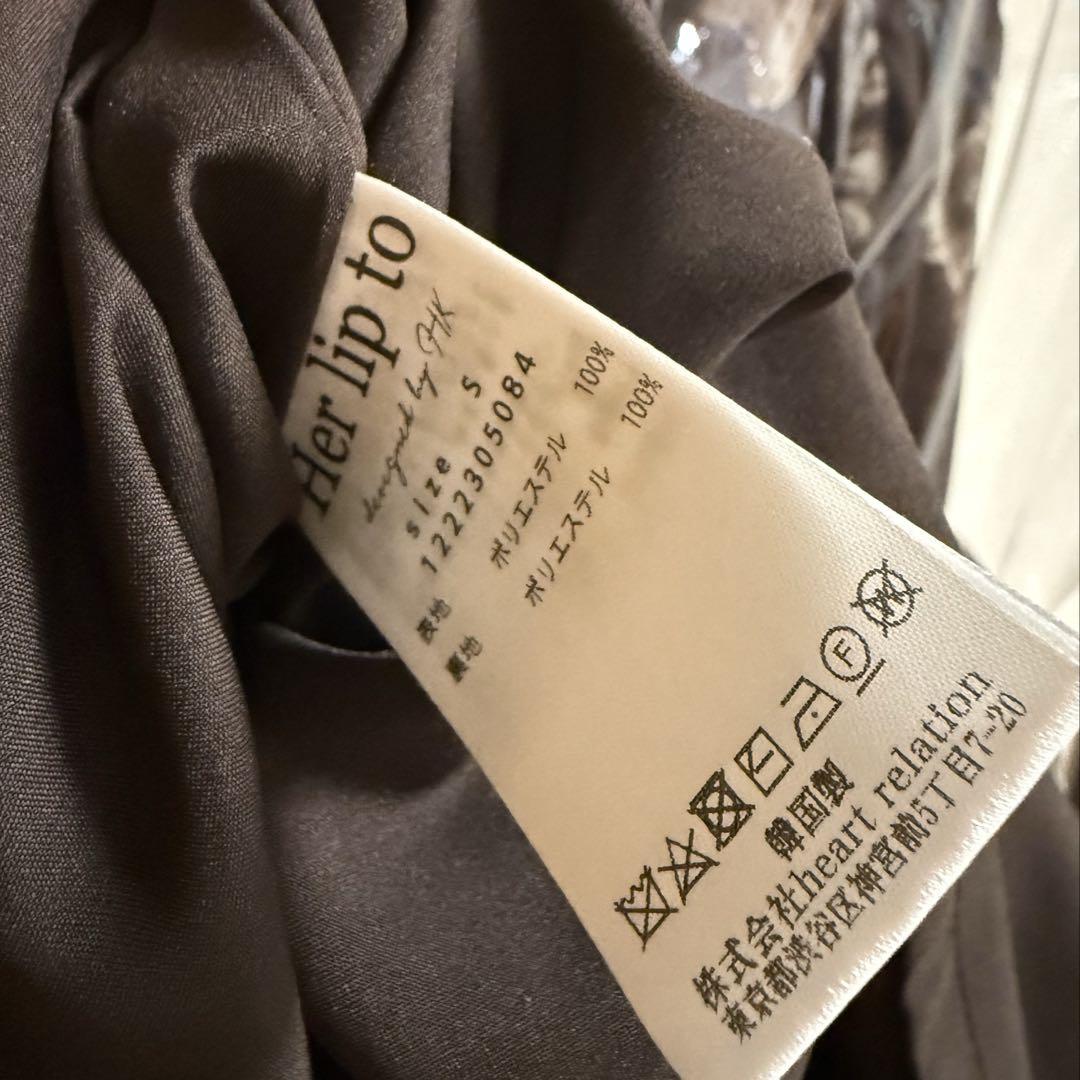 Her lip to
designed by HK
size S
1222305084
表地 ポリエステル 100%
裏地 ポリエステル 100%
F
韓国製
株式会社heart relation
東京都渋谷区神宮前5丁目7-20